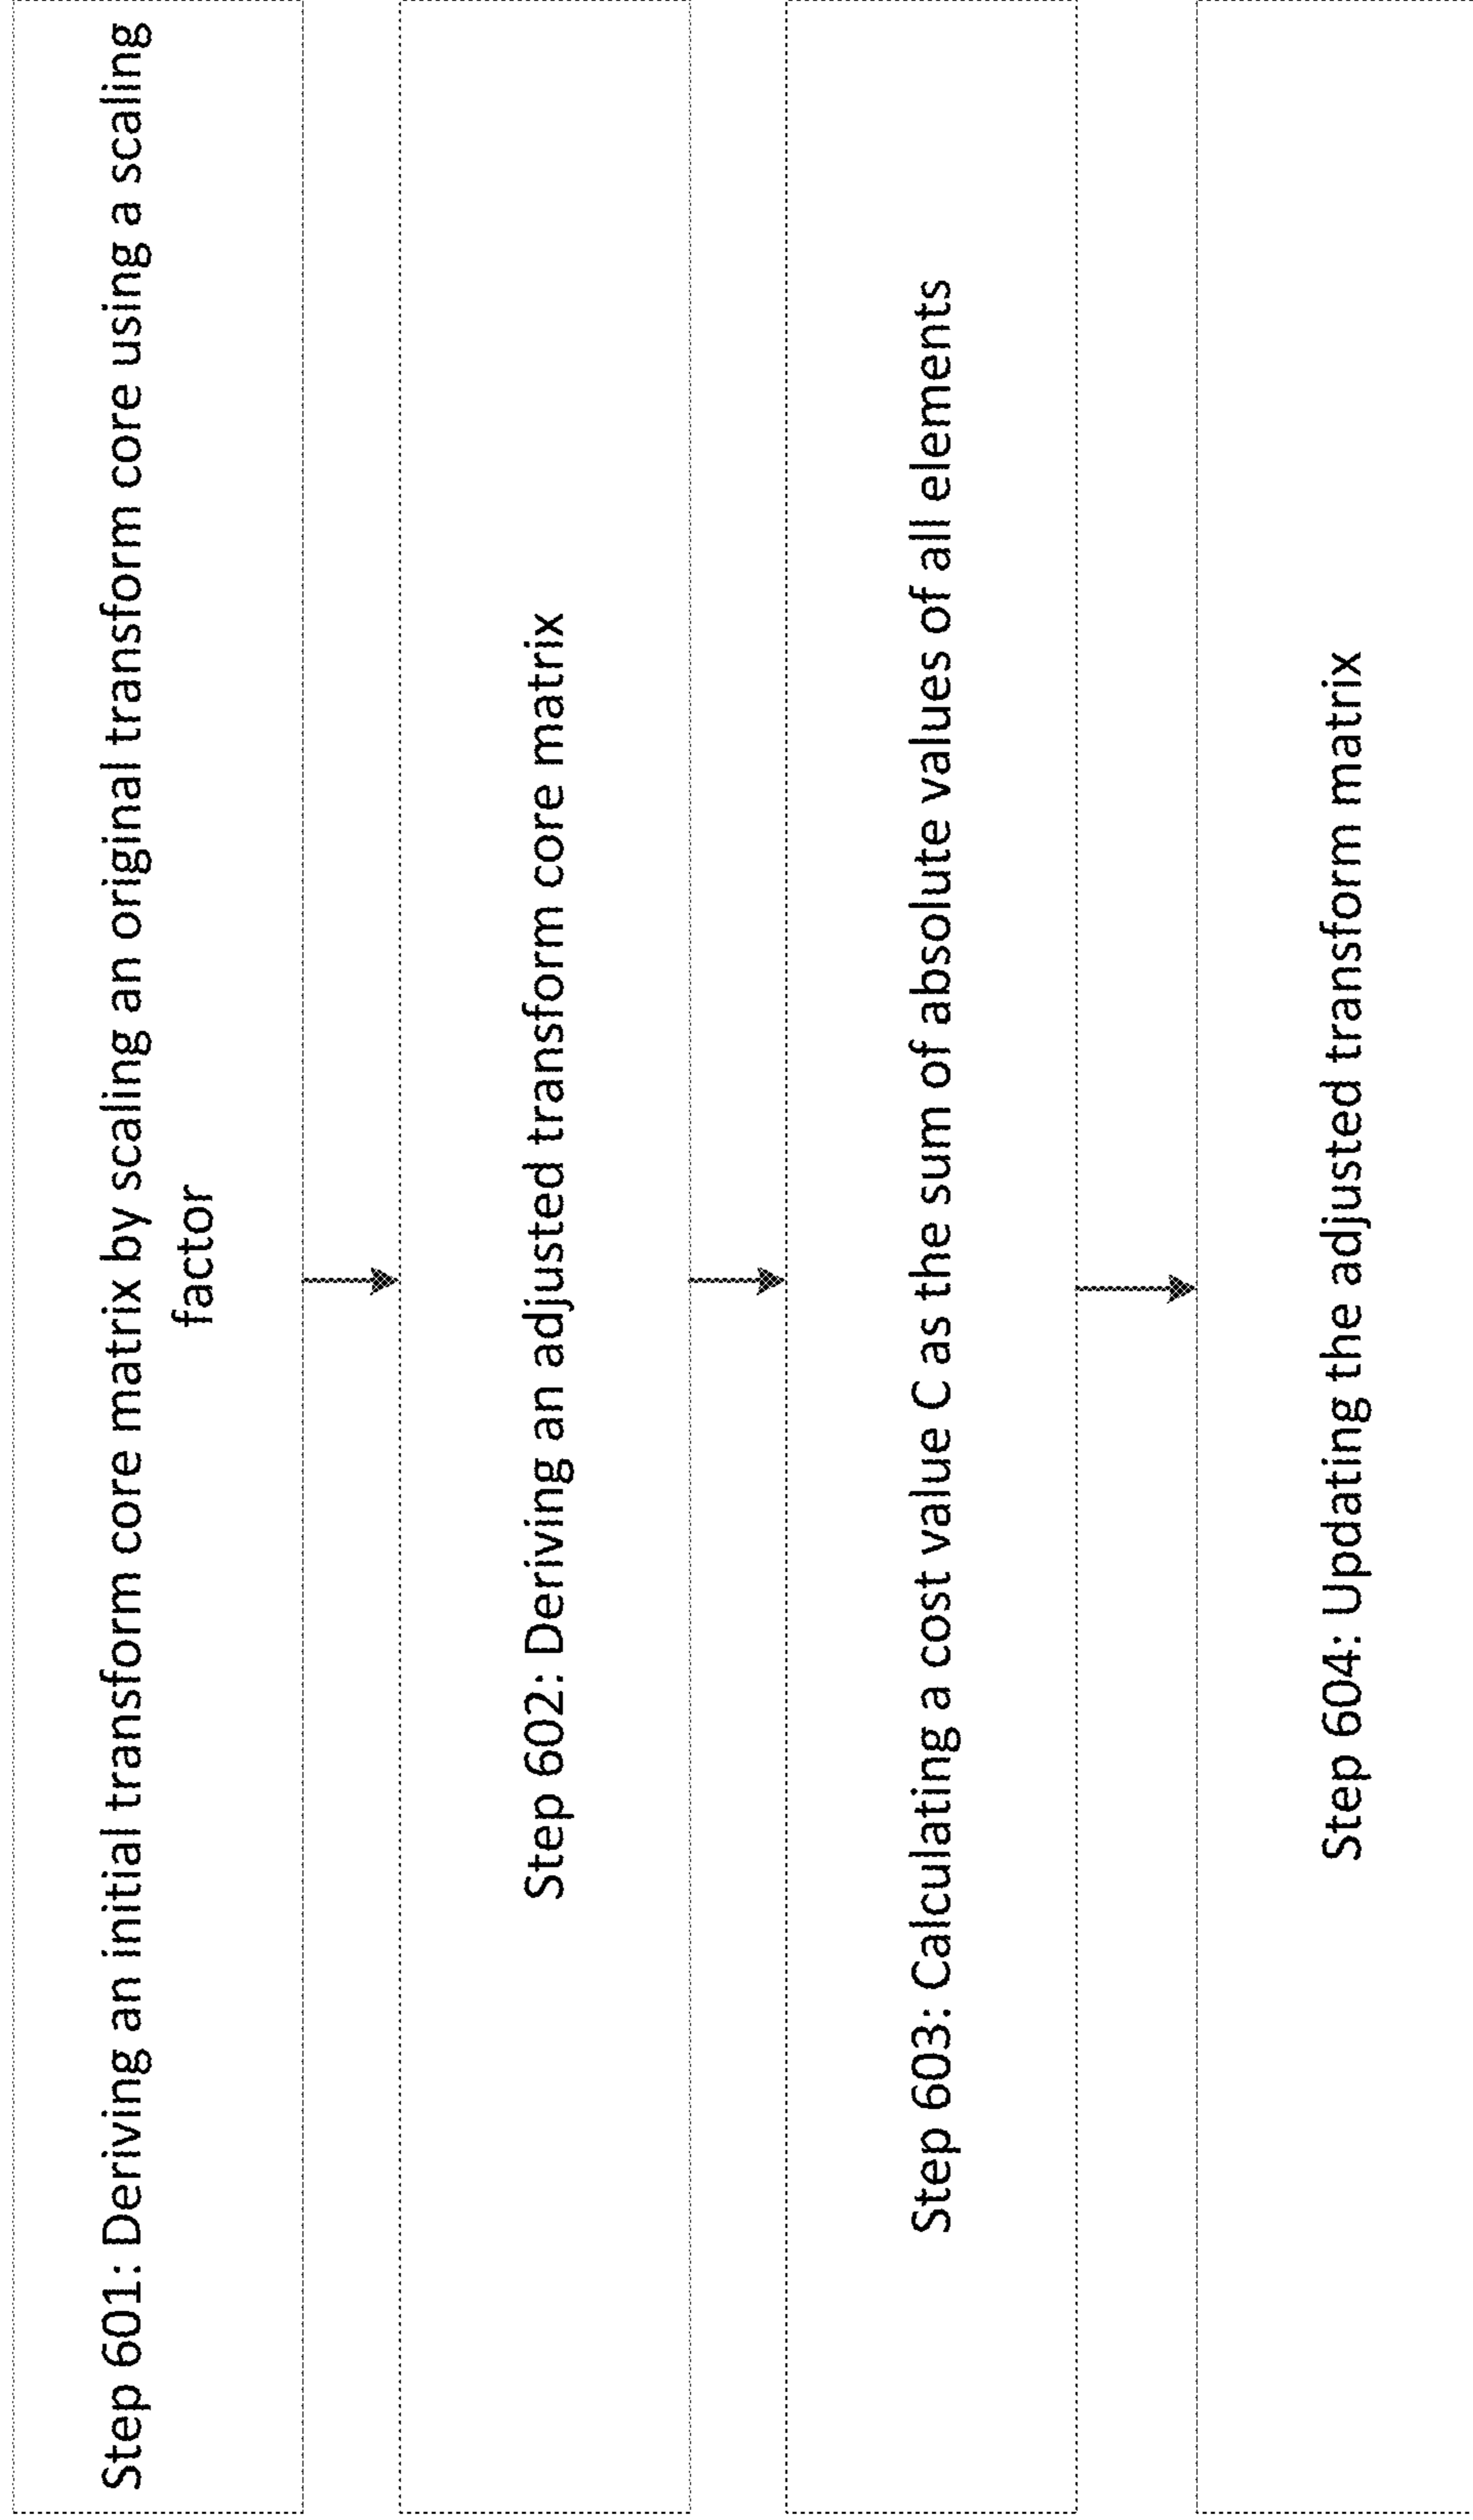 Step 601: Deriving an initial transform core matrix by scaling an original transform core using a scaling
factor
Step 602: Deriving an adjusted transform core matrix
Step 603: Calculating a cost value C as the sum of absolute values of all elements
Step 604: Updating the adjusted transform matrix